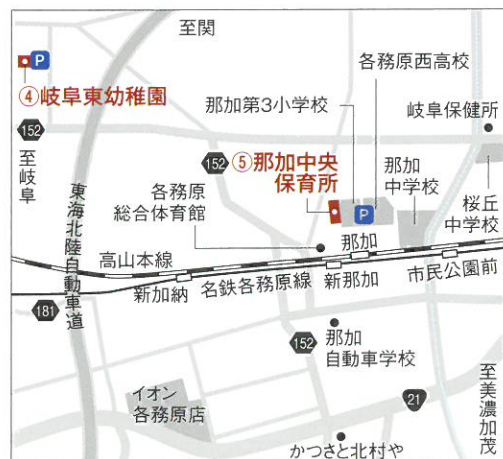 至関
P
④岐阜東幼稚園
152
至岐阜
東海北陸自動車道
各務原西高校
那加第3小学校
岐阜保健所
152
⑤那加中央
保育所
P
各務原
総合体育館
那加
中学校
桜丘
中学校
高山本線
那加
新加納
名鉄各務原線
新那加
市民公園前
181
152
那加
自動車学校
イオン
各務原店
21
至美濃加茂
かつさと北村や